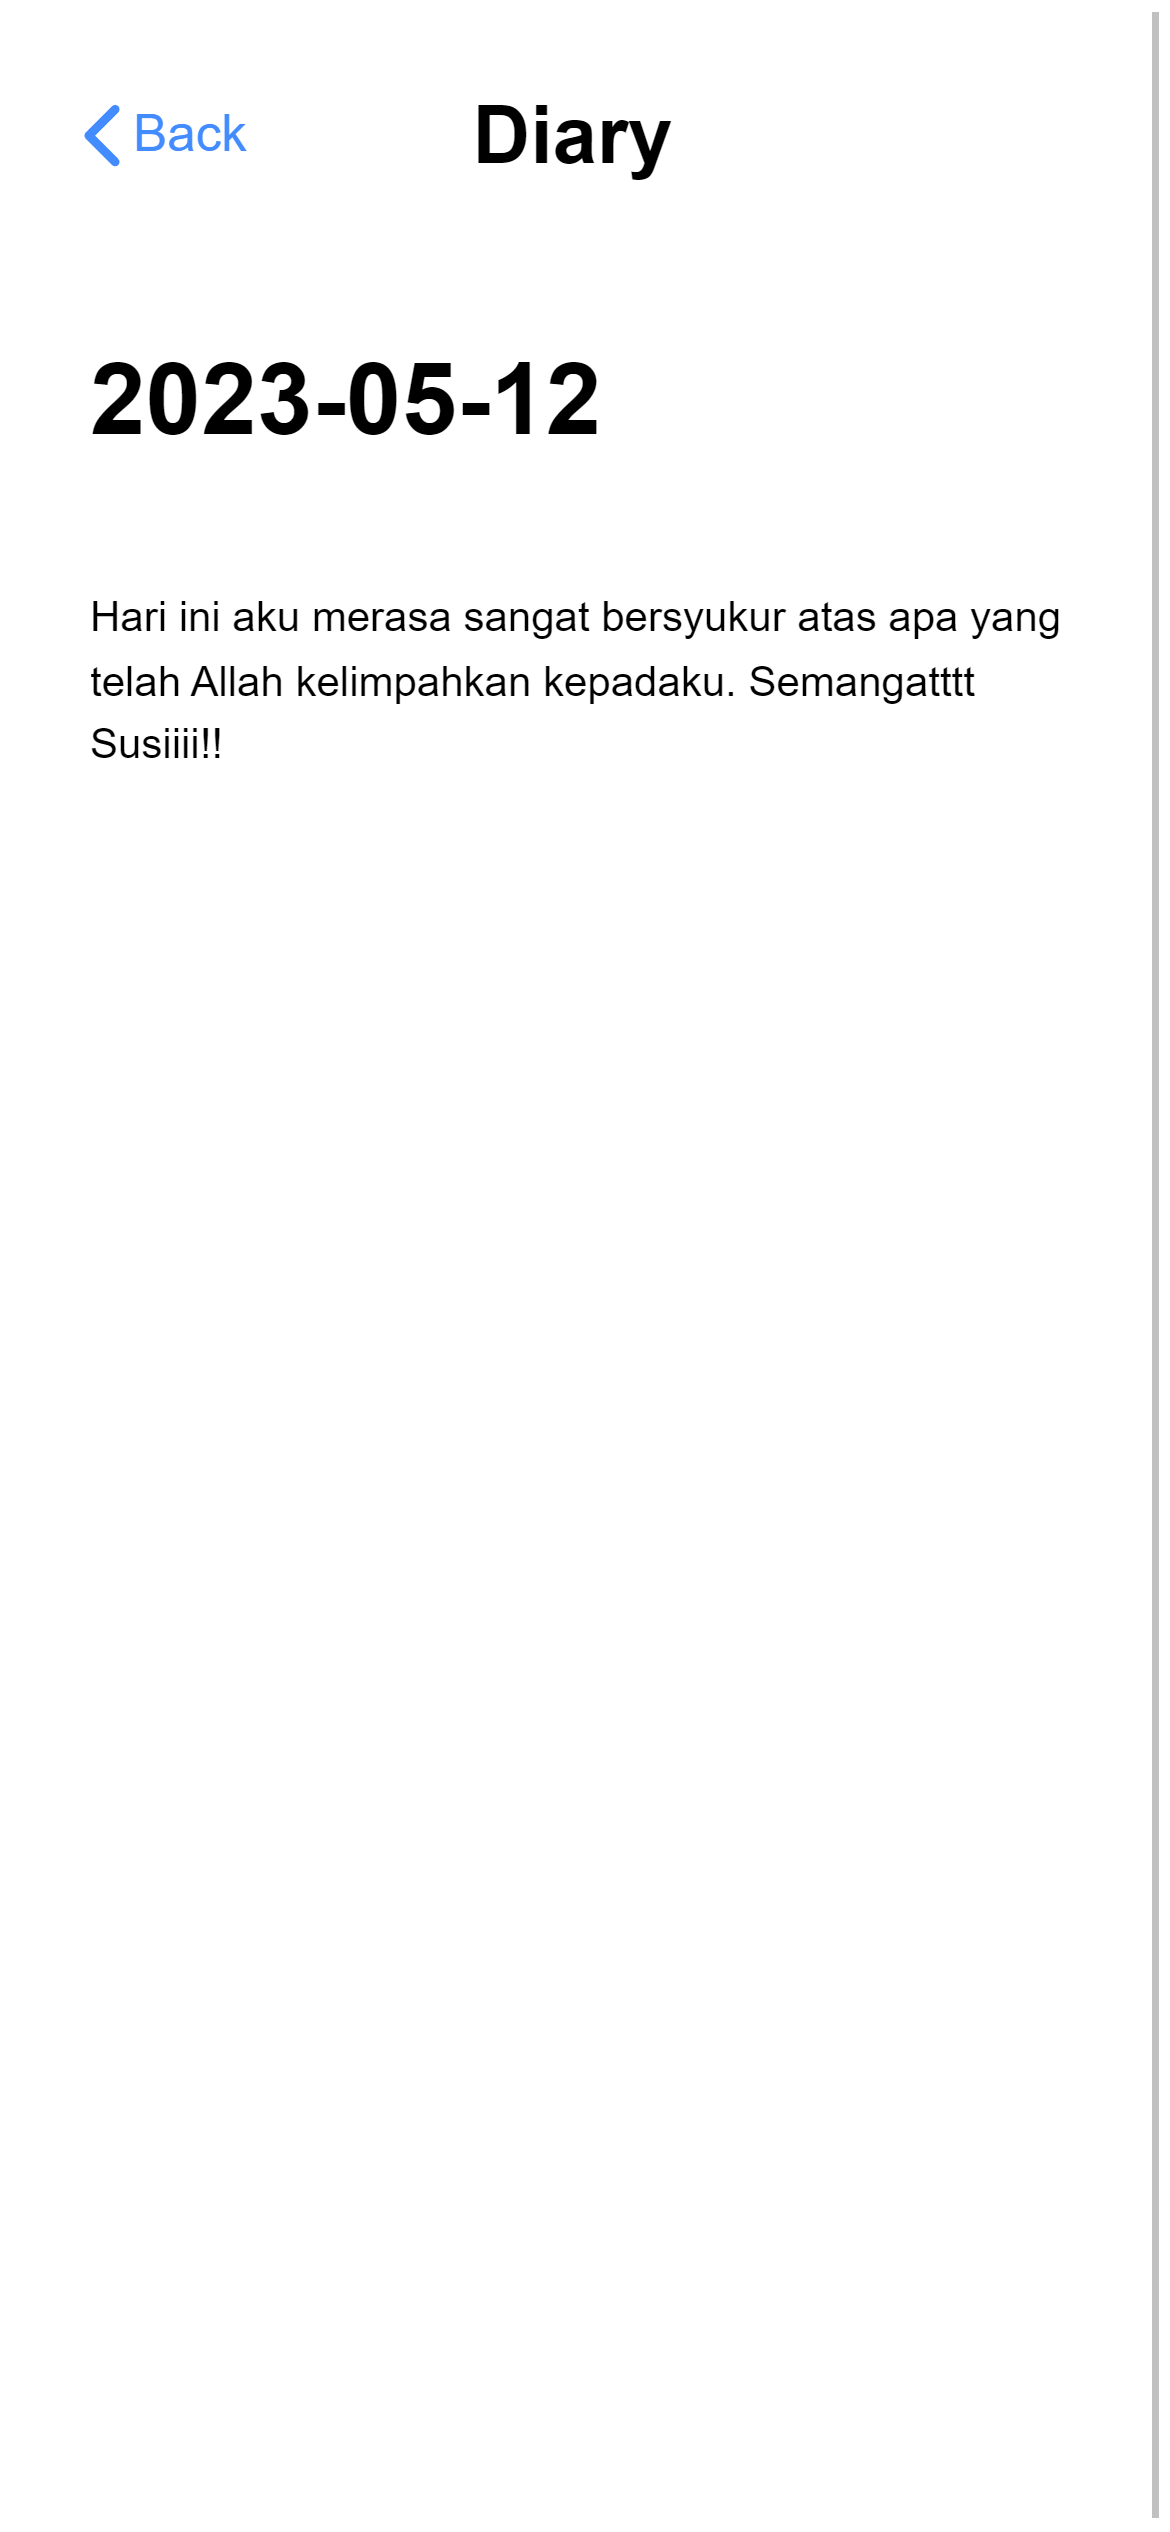 Back
Diary
2023-05-12
Hari ini aku merasa sangat bersyukur atas apa yang
telah Allah kelimpahkan kepadaku. Semangatttt
Susiiii!!